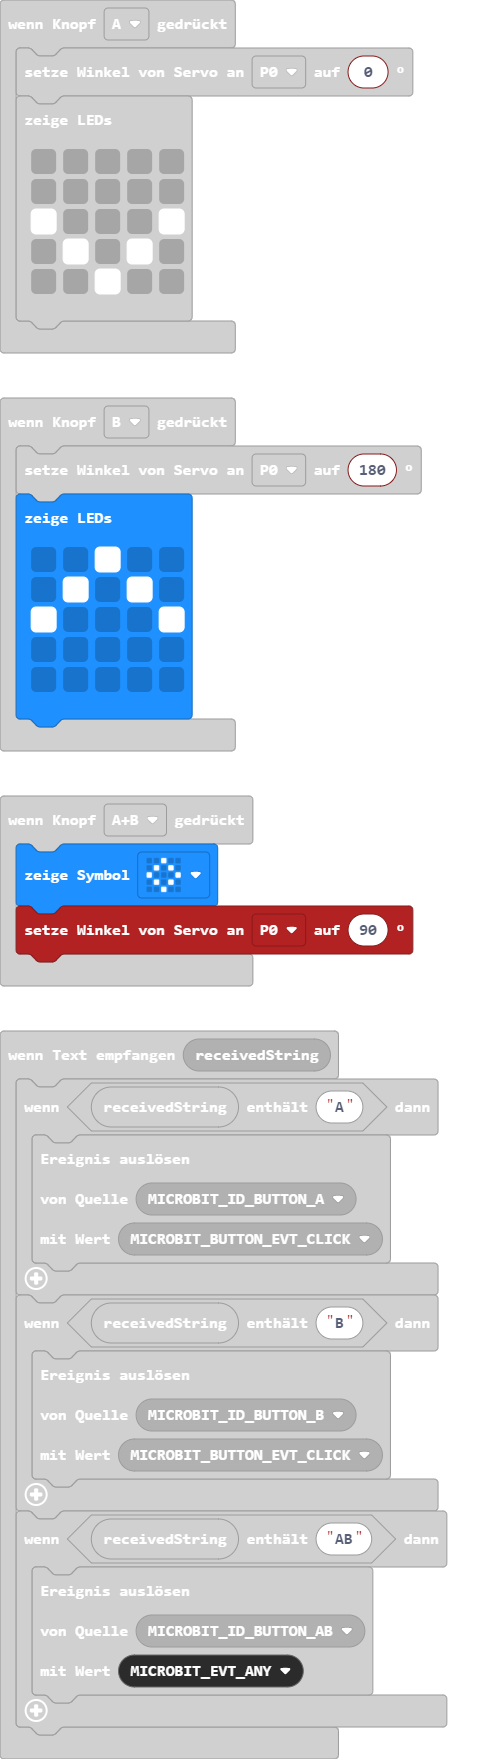 wenn Knopf A gedrückt
setze Winkel von Servo an P0 auf 0 °
zeige LEDs
wenn Knopf B gedrückt
setze Winkel von Servo an P0 auf 180 °
zeige LEDs
wenn Knopf A+B gedrückt
zeige Symbol
setze Winkel von Servo an P0 auf 90 °
wenn Text empfangen receivedString
wenn receivedString enthält "A" dann
Ereignis auslösen
von Quelle MICROBIT_ID_BUTTON_A
mit Wert MICROBIT_BUTTON_EVT_CLICK
wenn receivedString enthält "B" dann
Ereignis auslösen
von Quelle MICROBIT_ID_BUTTON_B
mit Wert MICROBIT_BUTTON_EVT_CLICK
wenn receivedString enthält "AB" dann
Ereignis auslösen
von Quelle MICROBIT_ID_BUTTON_AB
mit Wert MICROBIT_EVT_ANY